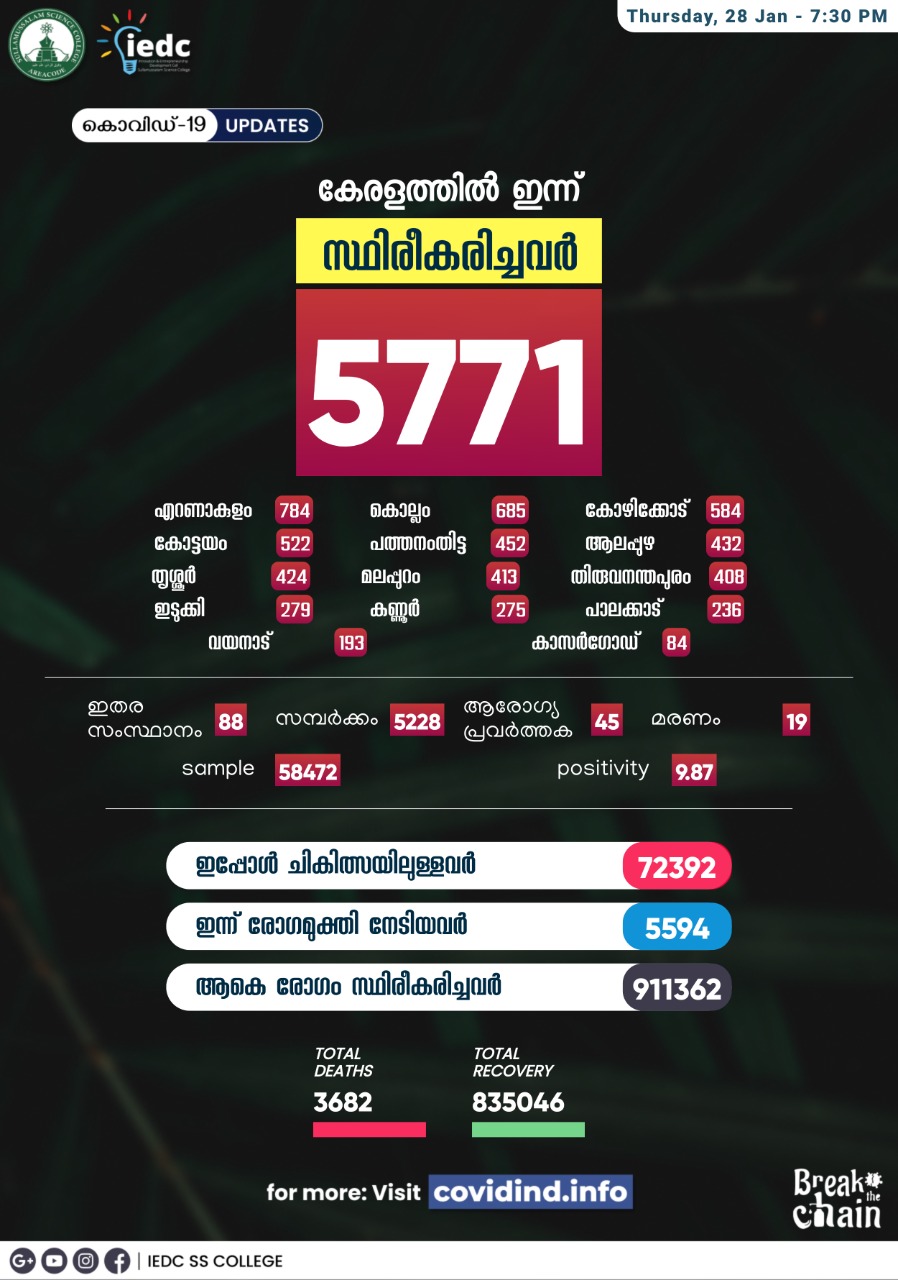 Thursday, 28 Jan - 7:30 PM
SULLAMUSSALAM SCIENCE COLLEGE
AREACODE
iedc
കൊവിഡ്-19 UPDATES
കേരളത്തിൽ ഇന്ന്
സ്ഥിരീകരിച്ചവർ
5771
എറണാകുളം 784 കൊല്ലം 685 കോഴിക്കോട് 584
കോട്ടയം 522 പത്തനംതിട്ട 452 ആലപ്പുഴ 432
തൃശ്ശൂർ 424 മലപ്പുറം 413 തിരുവനന്തപുരം 408
ഇടുക്കി 279 കണ്ണൂർ 275 പാലക്കാട് 236
വയനാട് 193 കാസർഗോഡ് 84
ഇതര
സംസ്ഥാനം 88 സമ്പർക്കം 5228 ആരോഗ്യ
പ്രവർത്തക 45 മരണം 19
sample 58472 positivity 9.87
ഇപ്പോൾ ചികിത്സയിലുള്ളവർ 72392
ഇന്ന് രോഗമുക്തി നേടിയവർ 5594
ആകെ രോഗം സ്ഥിരീകരിച്ചവർ 911362
TOTAL
DEATHS
3682
TOTAL
RECOVERY
835046
for more: Visit covidind.info
Break
the
chain
IEDC SS COLLEGE